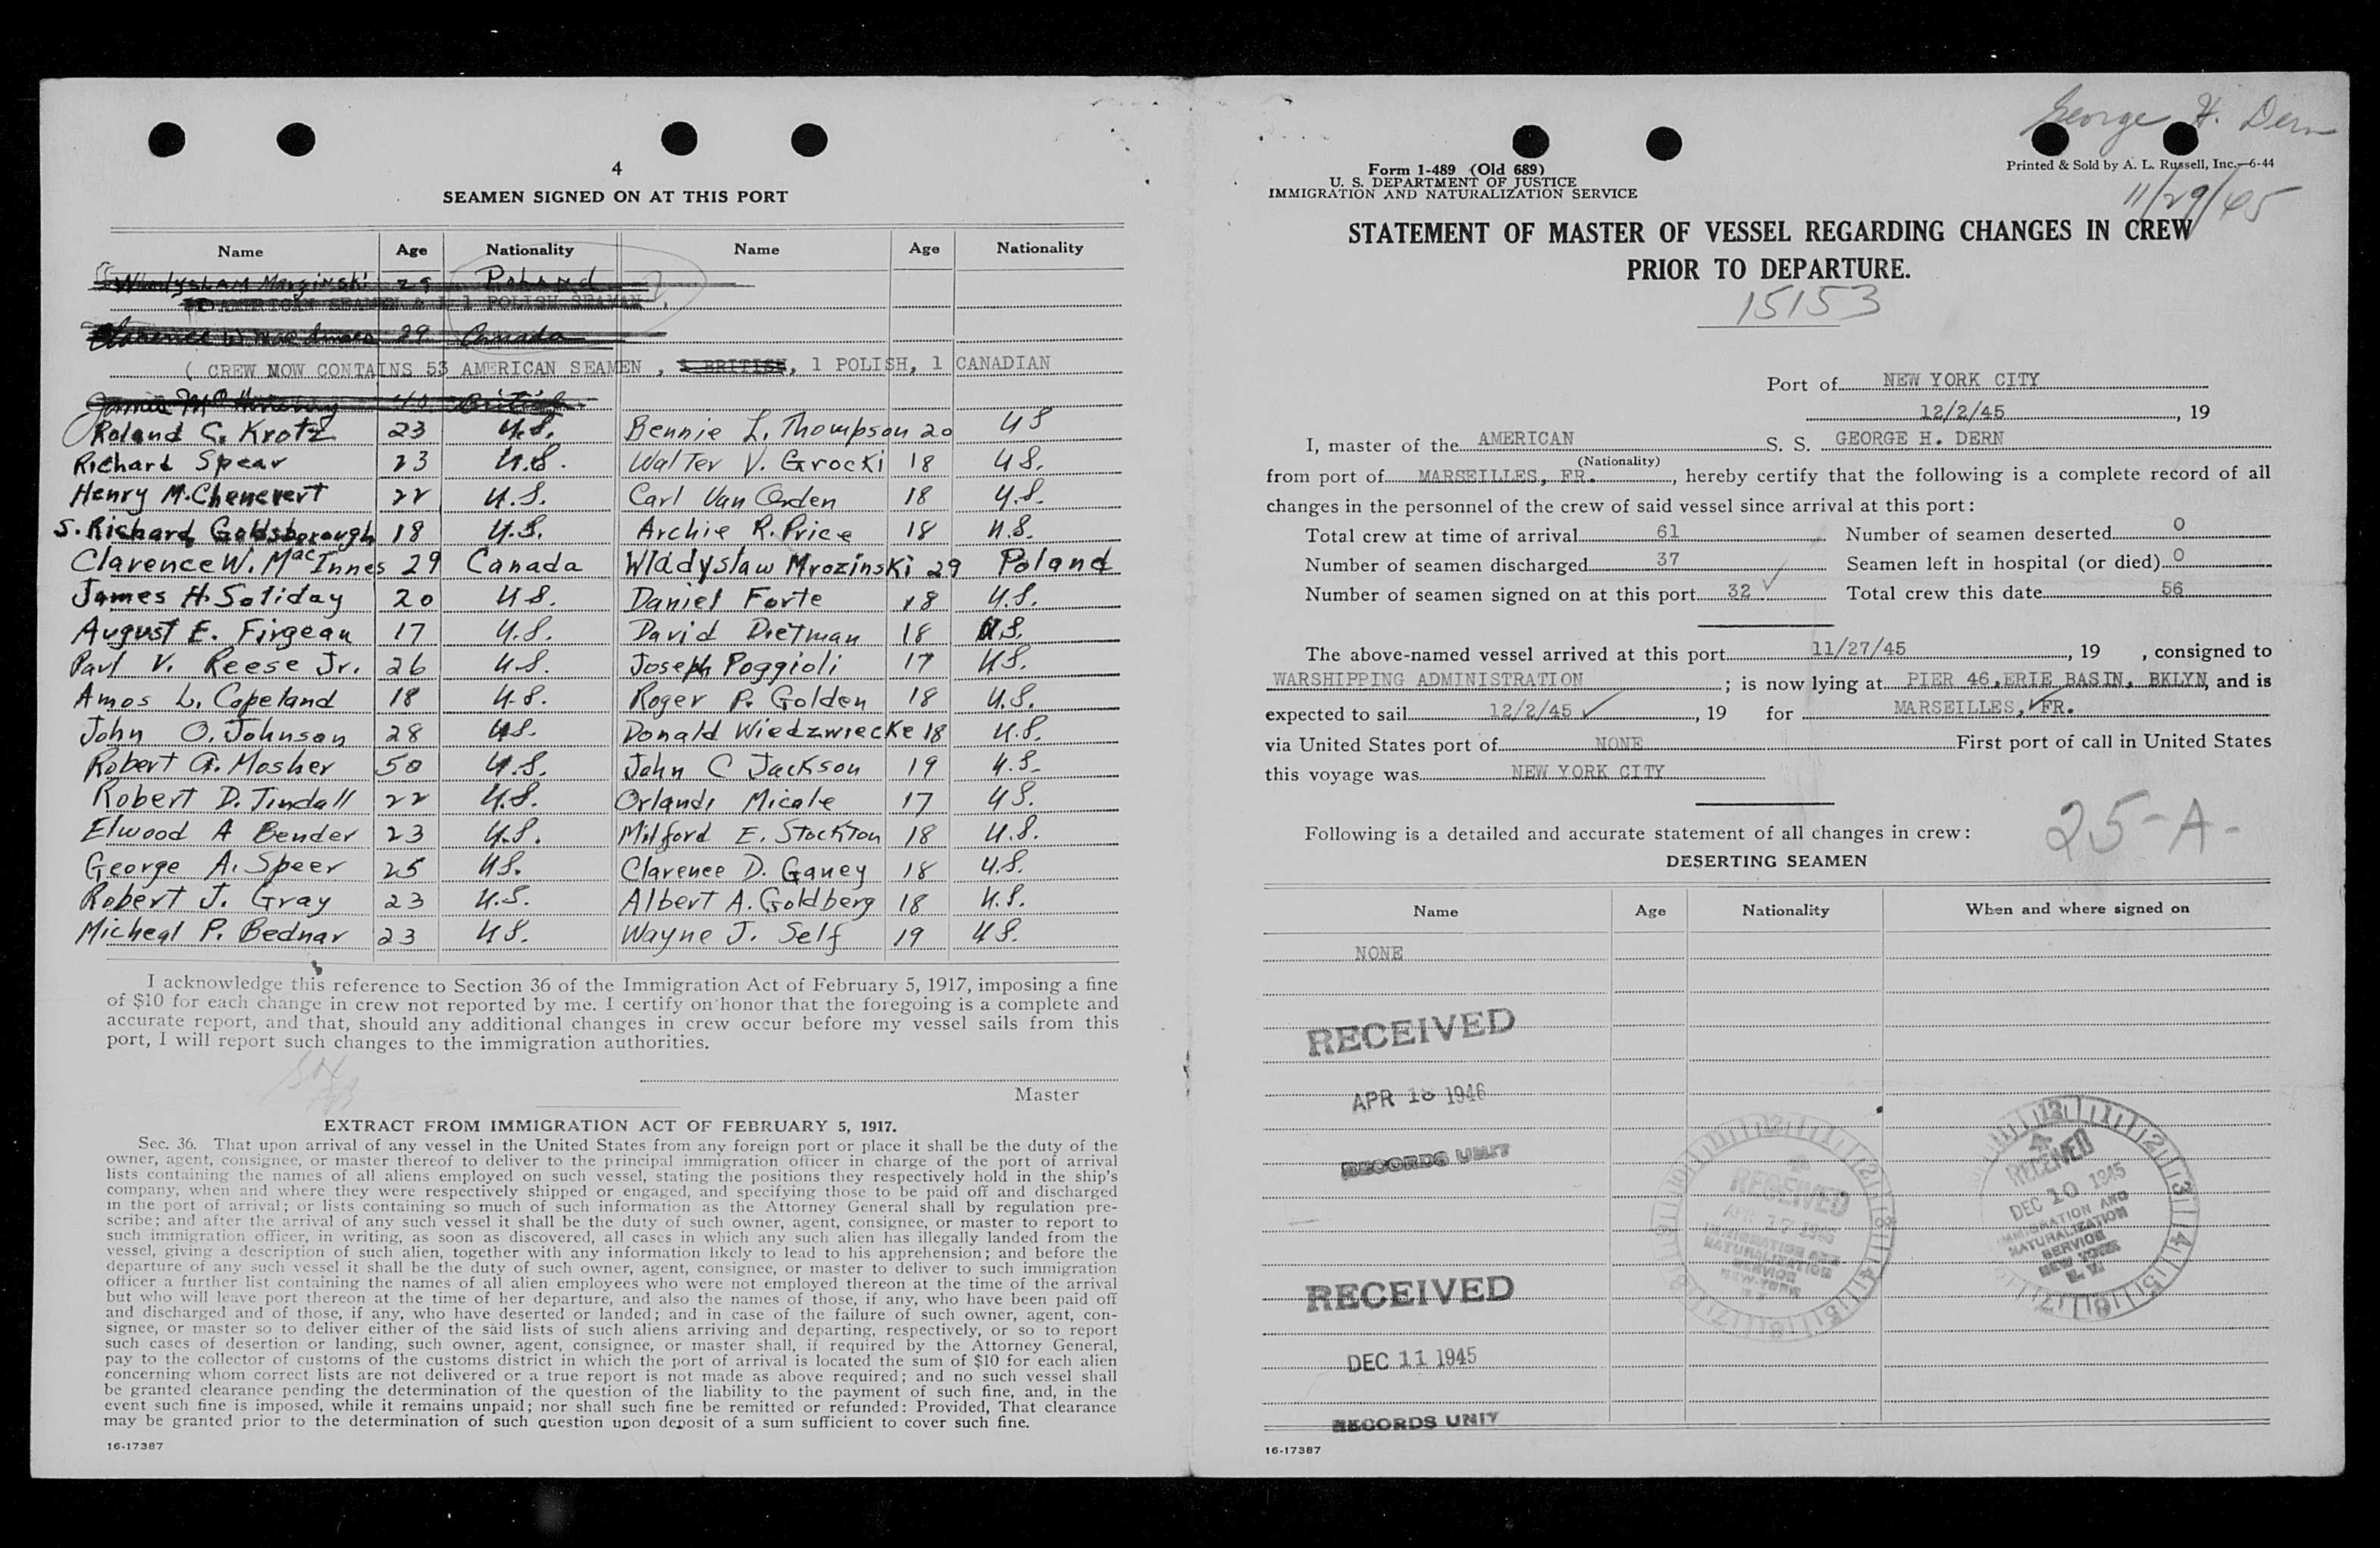 4
SEAMEN SIGNED ON AT THIS PORT
Name Age Nationality Name Age Nationality
29 Poland
AMERICAN SEAMEN & 1 POLISH SEAMAN
29 Canada
( CREW NOW CONTAINS 53 AMERICAN SEAMEN , 1 BRITISH, 1 POLISH, 1 CANADIAN
British
Roland C. Krotz 23 U.S. Bennie L. Thompson 20 US
Richard Spear 23 U.S. Walter V. Grocki 18 U S.
Henry M. Chenevert 22 U.S. Carl Van Orden 18 U.S.
S. Richard Goldsborough 18 U.S. Archie R. Price 18 U.S.
Clarence W. MacInnes 29 Canada Wladyslaw Mrozinski 29 Poland
James H. Soliday 20 U S. Daniel Forte 18 U.S.
August E. Firgeau 17 U.S. David Dietman 18 U.S.
Paul V. Reese Jr. 26 U.S. Joseph Poggioli 17 U S.
Amos L. Copeland 18 U.S. Roger P. Golden 18 U.S.
John O. Johnson 28 U S. Donald Wiedzwiecke 18 U.S.
Robert G. Mosher 50 U.S. John C Jackson 19 U.S.
Robert D. Tindall 22 U.S. Orlando Micale 17 U S.
Elwood A Bender 23 U.S. Milford E. Stockton 18 U.S.
George A. Speer 25 U S. Clarence D. Ganey 18 U.S.
Robert J. Gray 23 U.S. Albert A. Goldberg 18 U.S.
Micheal P. Bednar 23 U S. Wayne J. Self 19 U S.
I acknowledge this reference to Section 36 of the Immigration Act of February 5, 1917, imposing a fine
of $10 for each change in crew not reported by me. I certify on honor that the foregoing is a complete and
accurate report, and that, should any additional changes in crew occur before my vessel sails from this
port, I will report such changes to the immigration authorities.
Master
EXTRACT FROM IMMIGRATION ACT OF FEBRUARY 5, 1917.
Sec. 36. That upon arrival of any vessel in the United States from any foreign port or place it shall be the duty of the
owner, agent, consignee, or master thereof to deliver to the principal immigration officer in charge of the port of arrival
lists containing the names of all aliens employed on such vessel, stating the positions they respectively hold in the ship's
company, when and where they were respectively shipped or engaged, and specifying those to be paid off and discharged
in the port of arrival; or lists containing so much of such information as the Attorney General shall by regulation pre-
scribe; and after the arrival of any such vessel it shall be the duty of such owner, agent, consignee, or master to report to
such immigration officer, in writing, as soon as discovered, all cases in which any such alien has illegally landed from the
vessel, giving a description of such alien, together with any information likely to lead to his apprehension; and before the
departure of any such vessel it shall be the duty of such owner, agent, consignee, or master to deliver to such immigration
officer a further list containing the names of all alien employees who were not employed thereon at the time of the arrival
but who will leave port thereon at the time of her departure, and also the names of those, if any, who have been paid off
and discharged and of those, if any, who have deserted or landed; and in case of the failure of such owner, agent, con-
signee, or master so to deliver either of the said lists of such aliens arriving and departing, respectively, or so to report
such cases of desertion or landing, such owner, agent, consignee, or master shall, if required by the Attorney General,
pay to the collector of customs of the customs district in which the port of arrival is located the sum of $10 for each alien
concerning whom correct lists are not delivered or a true report is not made as above required; and no such vessel shall
be granted clearance pending the determination of the question of the liability to the payment of such fine, and, in the
event such fine is imposed, while it remains unpaid; nor shall such fine be remitted or refunded: Provided, That clearance
may be granted prior to the determination of such question upon deposit of a sum sufficient to cover such fine.
16-17387
George H. Dern
Form 1-489 (Old 689)
U. S. DEPARTMENT OF JUSTICE
IMMIGRATION AND NATURALIZATION SERVICE
Printed & Sold by A. L. Russell, Inc.—6-44
11/29/45
STATEMENT OF MASTER OF VESSEL REGARDING CHANGES IN CREW
PRIOR TO DEPARTURE.
15153
Port of NEW YORK CITY
12/2/45, 19
I, master of the AMERICAN S. S. GEORGE H. DERN
(Nationality)
from port of MARSEILLES, FR., hereby certify that the following is a complete record of all
changes in the personnel of the crew of said vessel since arrival at this port:
Total crew at time of arrival 61 Number of seamen deserted 0
Number of seamen discharged 37 Seamen left in hospital (or died) 0
Number of seamen signed on at this port 32 ✓ Total crew this date 56
The above-named vessel arrived at this port 11/27/45, 19 , consigned to
WARSHIPPING ADMINISTRATION; is now lying at PIER 46, ERIE BASIN, BKLYN, and is
expected to sail 12/2/45 ✓, 19 for MARSEILLES, FR.
via United States port of NONE First port of call in United States
this voyage was NEW YORK CITY
25-A-
Following is a detailed and accurate statement of all changes in crew:
DESERTING SEAMEN
Name Age Nationality When and where signed on
NONE
RECEIVED
APR 18 1946
RECORDS UNIT
RECEIVED
APR 17 1946
IMMIGRATION AND
NATURALIZATION
SERVICE
NEW YORK
RECEIVED
DEC 10 1945
IMMIGRATION AND
NATURALIZATION
SERVICE
NEW YORK
N. Y.
RECEIVED
DEC 11 1945
RECORDS UNIT
16-17387